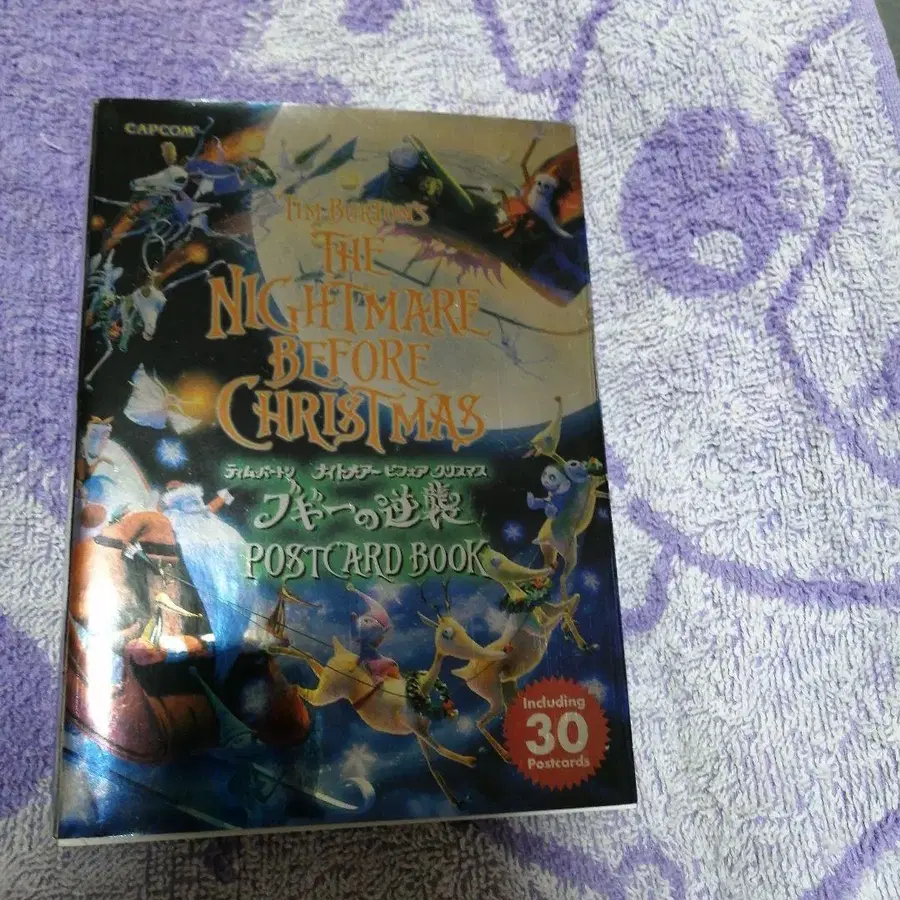 CAPCOM
TIM BURTON'S
THE
NIGHTMARE
BEFORE
CHRISTMAS
ティム・バートン ナイトメアー ビフォア クリスマス
ブギーの逆襲
POSTCARD BOOK
Including
30
Postcards